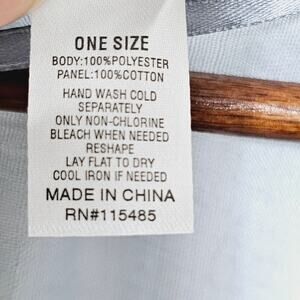 ONE SIZE
BODY:100%POLYESTER
PANEL:100%COTTON
HAND WASH COLD
SEPARATELY
ONLY NON-CHLORINE
BLEACH WHEN NEEDED
RESHAPE
LAY FLAT TO DRY
COOL IRON IF NEEDED
MADE IN CHINA
RN#115485